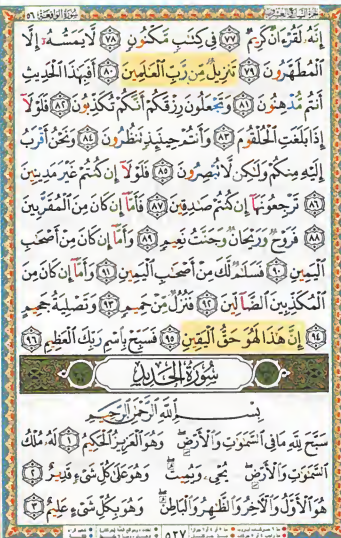 سُورَةُ الوَاقِعَة ٥٦
إِنَّهُۥ لَقُرْءَانٌ كَرِيمٌ ٧٧ فِى كِتَٰبٍ مَّكْنُونٍ ٧٨ لَّا يَمَسُّهُۥٓ إِلَّا
ٱلْمُطَهَّرُونَ ٧٩ تَنزِيلٌ مِّن رَّبِّ ٱلْعَٰلَمِينَ ٨٠ أَفَبِهَٰذَا ٱلْحَدِيثِ
أَنتُم مُّدْهِنُونَ ٨١ وَتَجْعَلُونَ رِزْقَكُمْ أَنَّكُمْ تُكَذِّبُونَ ٨٢ فَلَوْلَآ
إِذَا بَلَغَتِ ٱلْحُلْقُومَ ٨٣ وَأَنتُمْ حِينَئِذٍ تَنظُرُونَ ٨٤ وَنَحْنُ أَقْرَبُ
إِلَيْهِ مِنكُمْ وَلَٰكِن لَّا تُبْصِرُونَ ٨٥ فَلَوْلَآ إِن كُنتُمْ غَيْرَ مَدِينِينَ
٨٦ تَرْجِعُونَهَآ إِن كُنتُمْ صَٰدِقِينَ ٨٧ فَأَمَّآ إِن كَانَ مِنَ ٱلْمُقَرَّبِينَ
٨٨ فَرَوْحٌ وَرَيْحَانٌ وَجَنَّتُ نَعِيمٍ ٨٩ وَأَمَّآ إِن كَانَ مِنْ أَصْحَٰبِ
ٱلْيَمِينِ ٩٠ فَسَلَٰمٌ لَّكَ مِنْ أَصْحَٰبِ ٱلْيَمِينِ ٩١ وَأَمَّآ إِن كَانَ مِنَ
ٱلْمُكَذِّبِينَ ٱلضَّآلِّينَ ٩٢ فَنُزُلٌ مِّنْ حَمِيمٍ ٩٣ وَتَصْلِيَةُ جَحِيمٍ
٩٤ إِنَّ هَٰذَا لَهُوَ حَقُّ ٱلْيَقِينِ ٩٥ فَسَبِّحْ بِٱسْمِ رَبِّكَ ٱلْعَظِيمِ ٩٦
سُورَةُ الحَدِيدِ
بِسْمِ ٱللَّهِ ٱلرَّحْمَٰنِ ٱلرَّحِيمِ
سَبَّحَ لِلَّهِ مَا فِى ٱلسَّمَٰوَٰتِ وَٱلْأَرْضِ وَهُوَ ٱلْعَزِيزُ ٱلْحَكِيمُ ١ لَهُۥ مُلْكُ
ٱلسَّمَٰوَٰتِ وَٱلْأَرْضِ يُحْىِۦ وَيُمِيتُ وَهُوَ عَلَىٰ كُلِّ شَىْءٍ قَدِيرٌ ٢
هُوَ ٱلْأَوَّلُ وَٱلْءَاخِرُ وَٱلظَّٰهِرُ وَٱلْبَاطِنُ وَهُوَ بِكُلِّ شَىْءٍ عَلِيمٌ ٣
٥٣٧